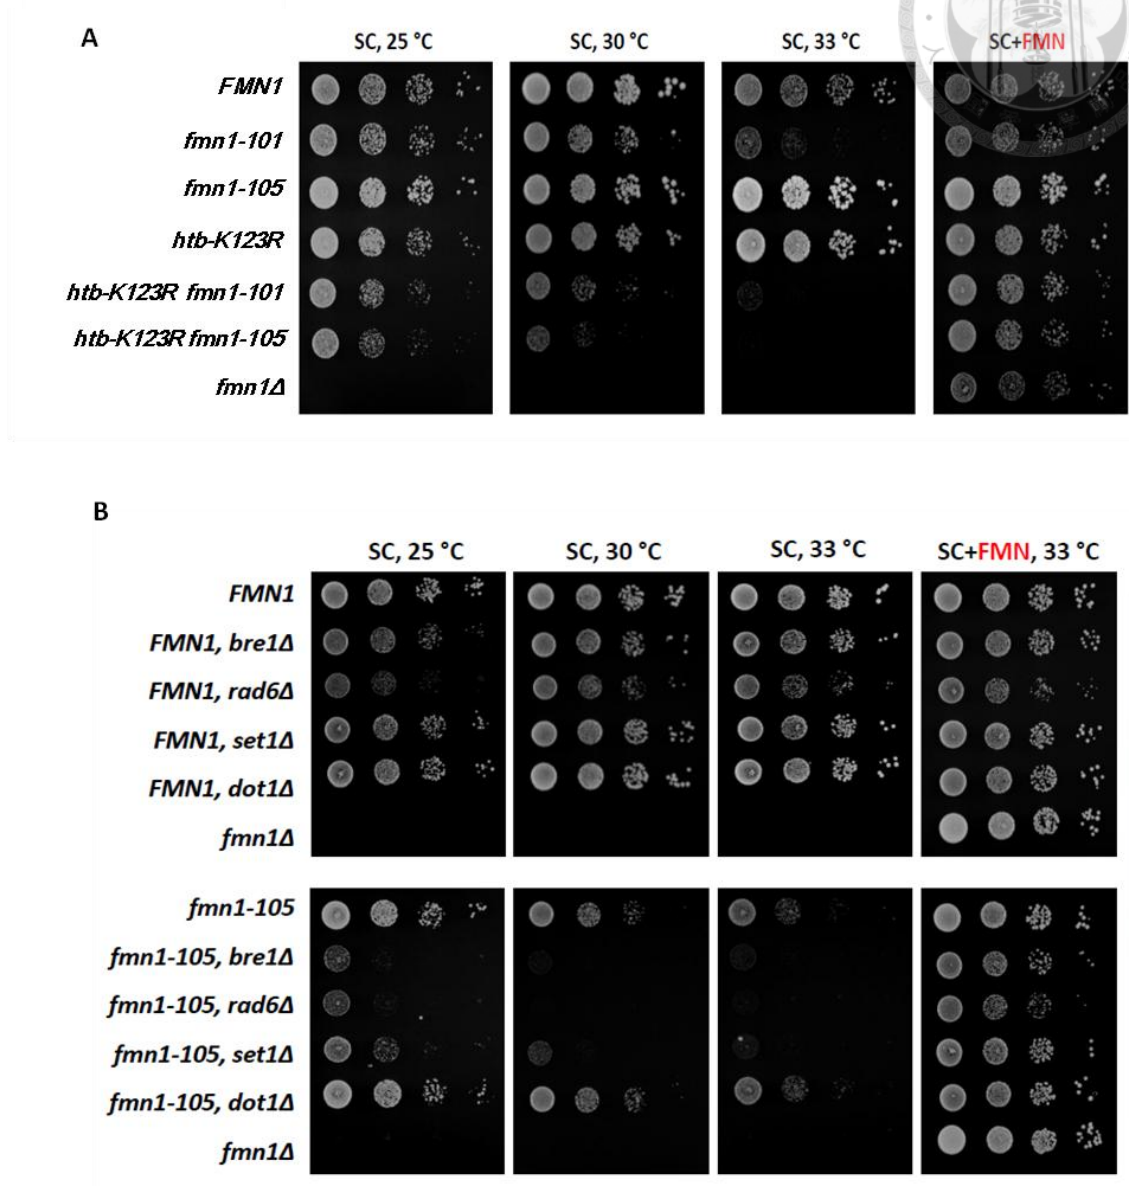 A
SC, 25 °C
SC, 30 °C
SC, 33 °C
SC+FMN
FMN1
fmn1-101
fmn1-105
htb-K123R
htb-K123R fmn1-101
htb-K123R fmn1-105
fmn1Δ
B
SC, 25 °C
SC, 30 °C
SC, 33 °C
SC+FMN, 33 °C
FMN1
FMN1, bre1Δ
FMN1, rad6Δ
FMN1, set1Δ
FMN1, dot1Δ
fmn1Δ
fmn1-105
fmn1-105, bre1Δ
fmn1-105, rad6Δ
fmn1-105, set1Δ
fmn1-105, dot1Δ
fmn1Δ